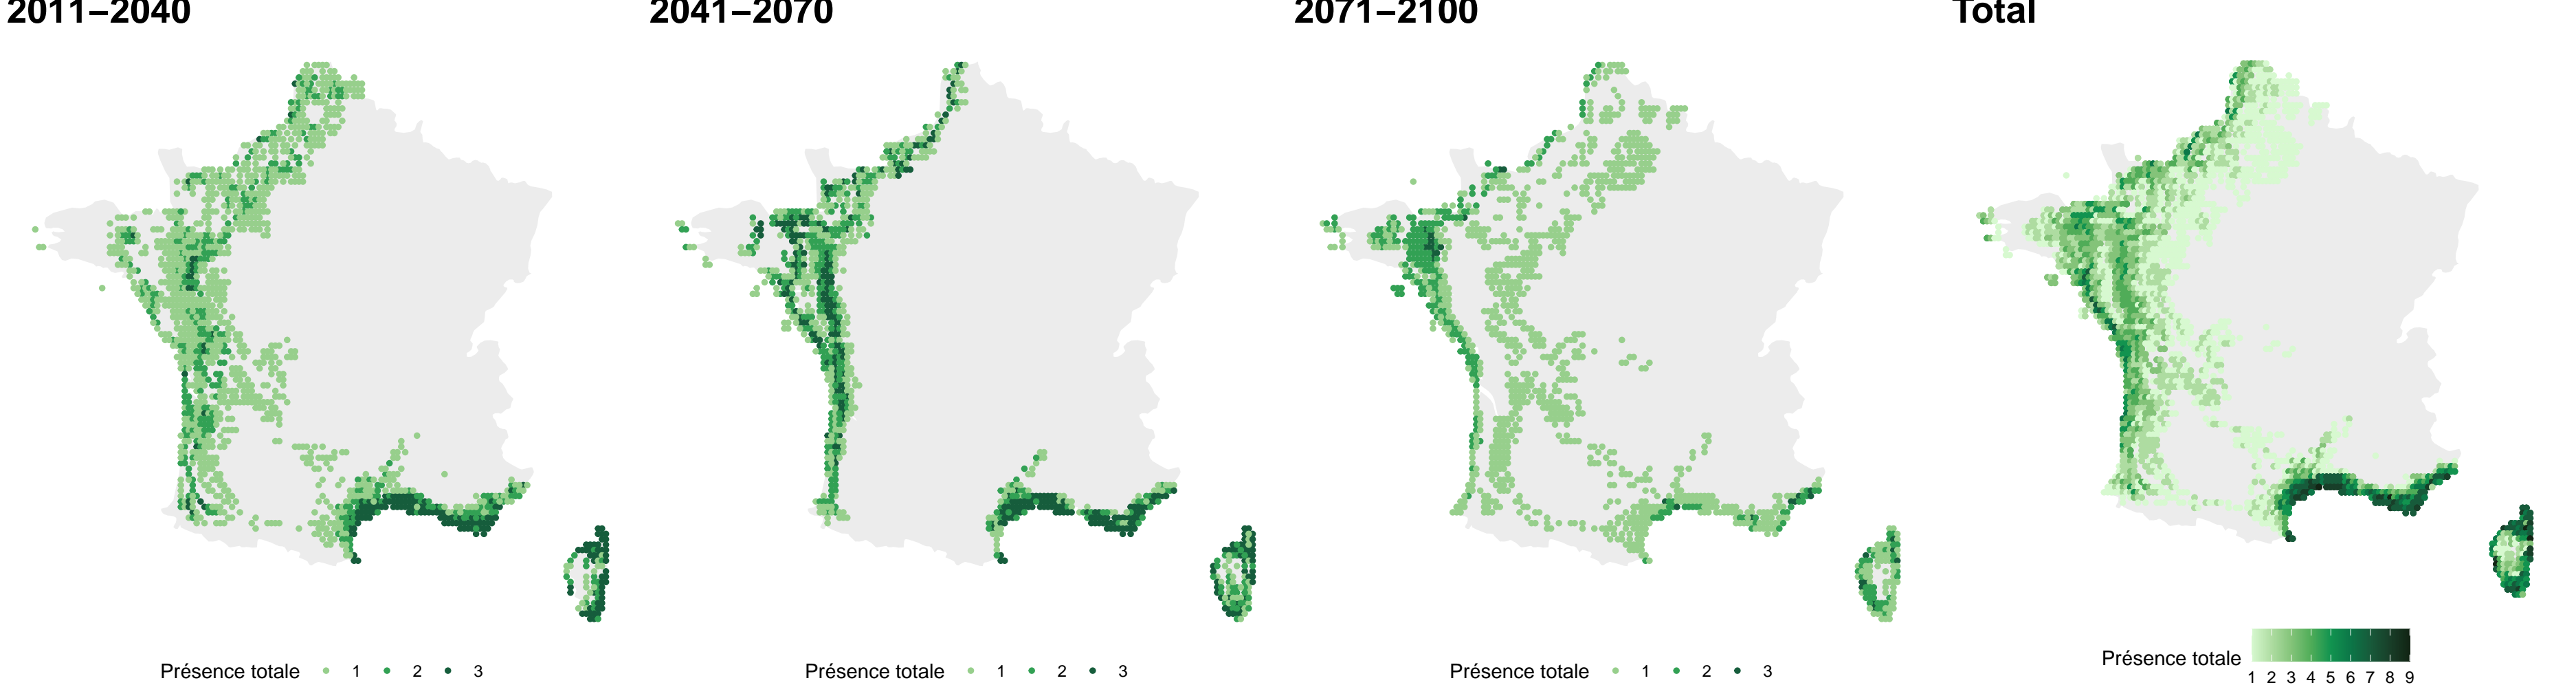 2011–2040
2041–2070
2071–2100
Total
Présence totale 1 2 3
Présence totale 1 2 3
Présence totale 1 2 3
Présence totale
1 2 3 4 5 6 7 8 9